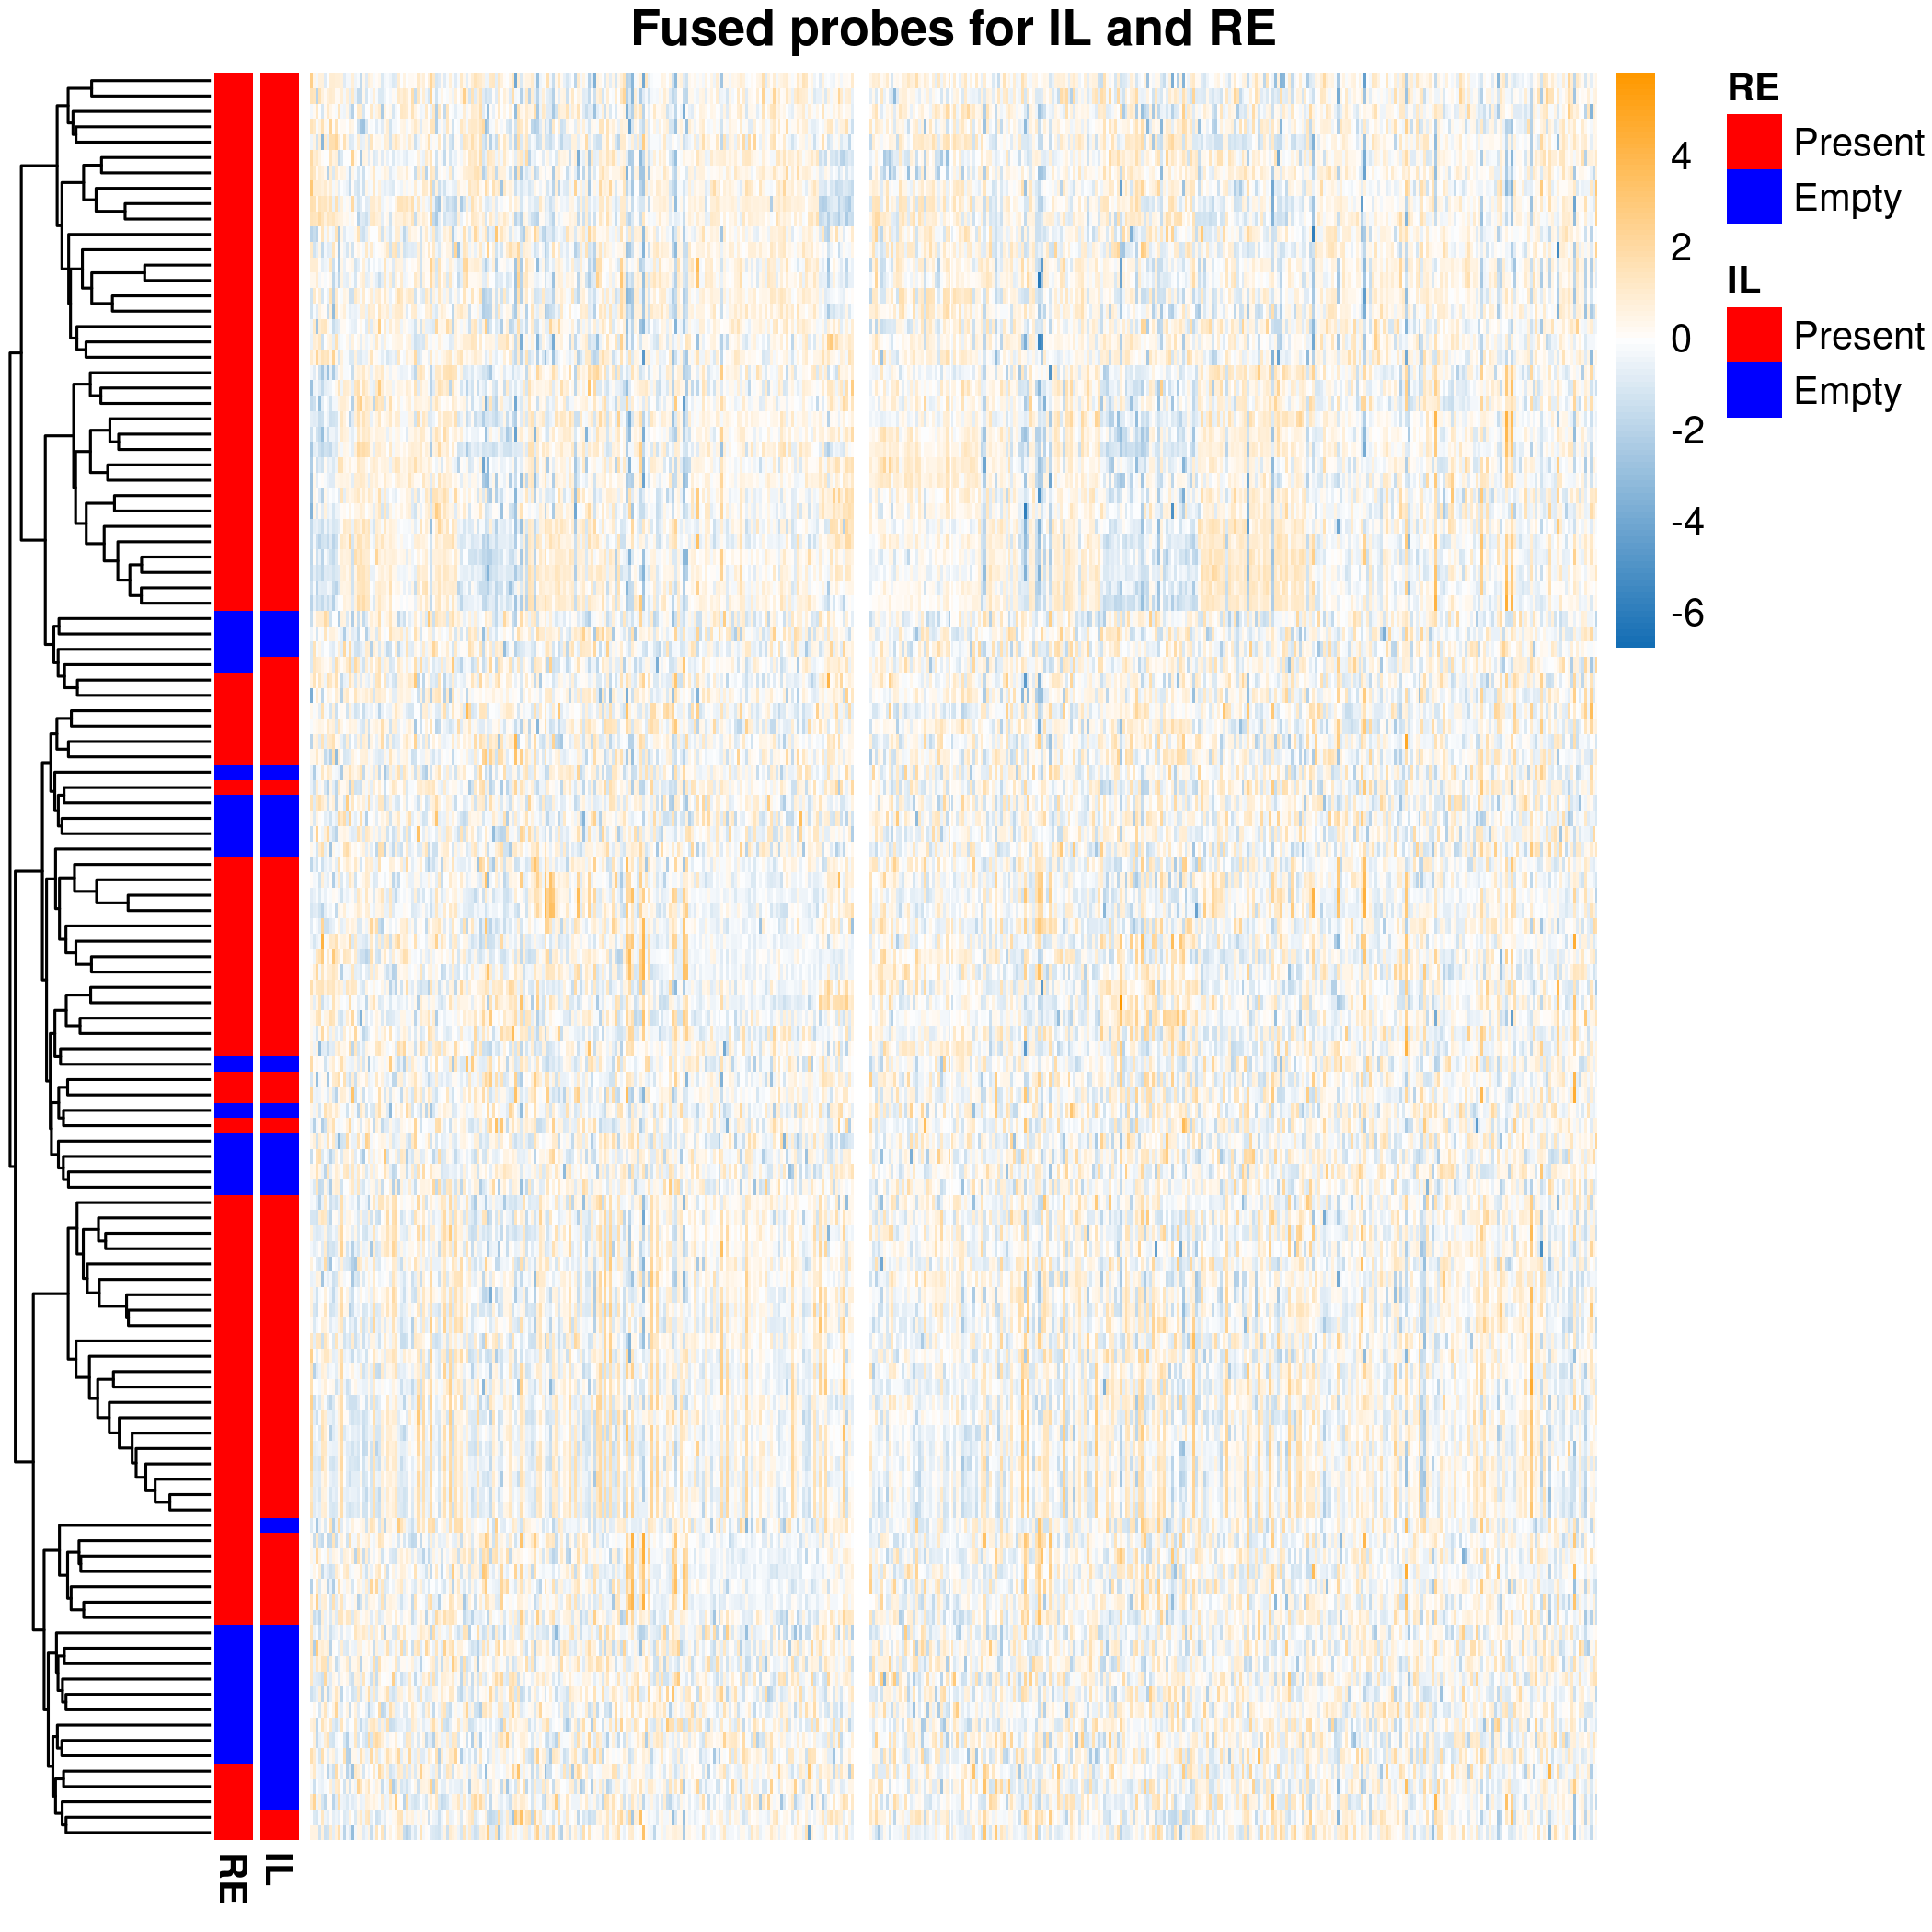 Fused probes for IL and RE
4
2
0
-2
-4
-6
RE
Present
Empty
IL
Present
Empty
RE
IL